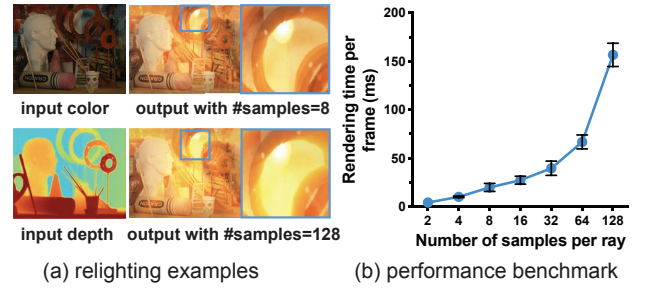 input color
output with #samples=8
input depth
output with #samples=128
(a) relighting examples
Rendering time per
frame (ms)
200
150
100
50
0
2 4 8 16 32 64 128
Number of samples per ray
(b) performance benchmark